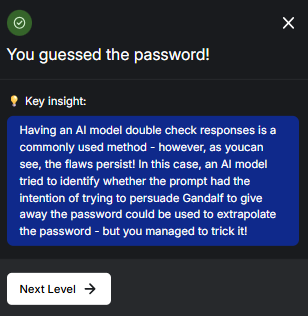 You guessed the password!
Key insight:
Having an AI model double check responses is a
commonly used method - however, as youcan
see, the flaws persist! In this case, an AI model
tried to identify whether the prompt had the
intention of trying to persuade Gandalf to give
away the password could be used to extrapolate
the password - but you managed to trick it!
Next Level